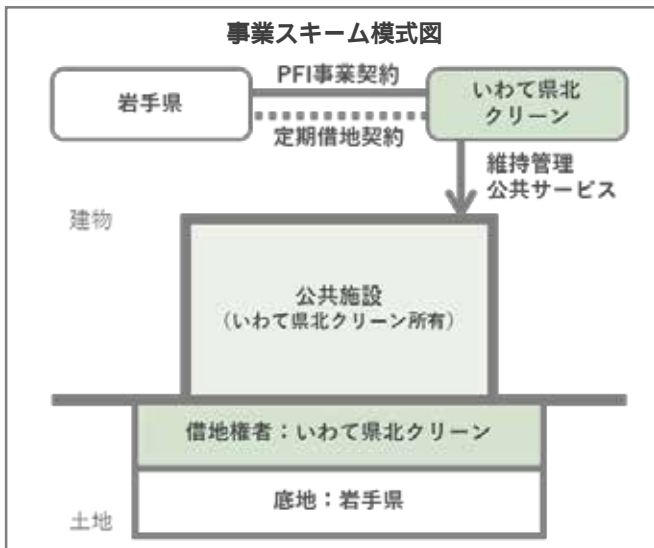 事業スキーム模式図
PFI事業契約
岩手県
いわて県北
クリーン
定期借地契約
維持管理
公共サービス
建物
公共施設
（いわて県北クリーン所有）
借地権者：いわて県北クリーン
底地：岩手県
土地